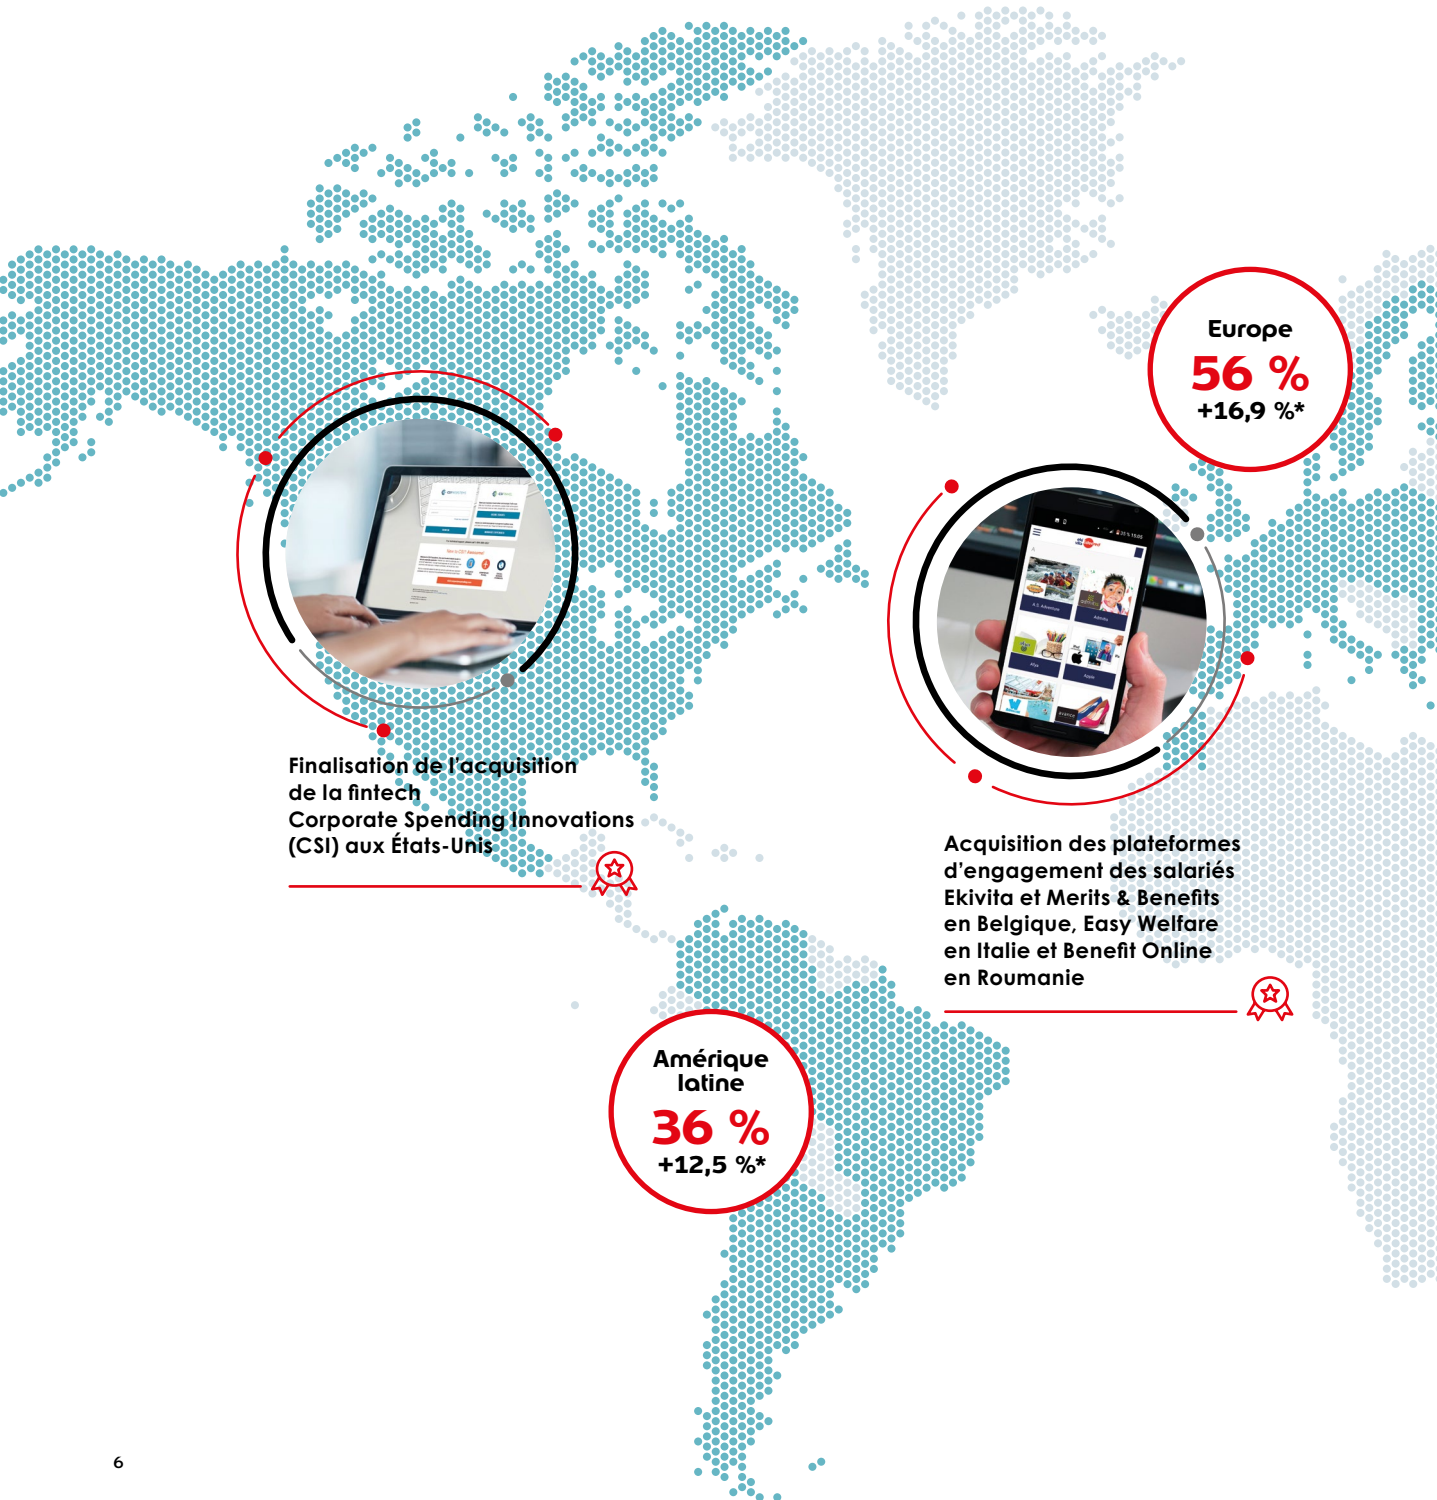 Europe
56 %
+16,9 %*
Finalisation de l’acquisition
de la fintech
Corporate Spending Innovations
(CSI) aux États-Unis
A.S. Adventure
Apple
Acquisition des plateformes
d’engagement des salariés
Ekivita et Merits & Benefits
en Belgique, Easy Welfare
en Italie et Benefit Online
en Roumanie
Amérique
latine
36 %
+12,5 %*
6